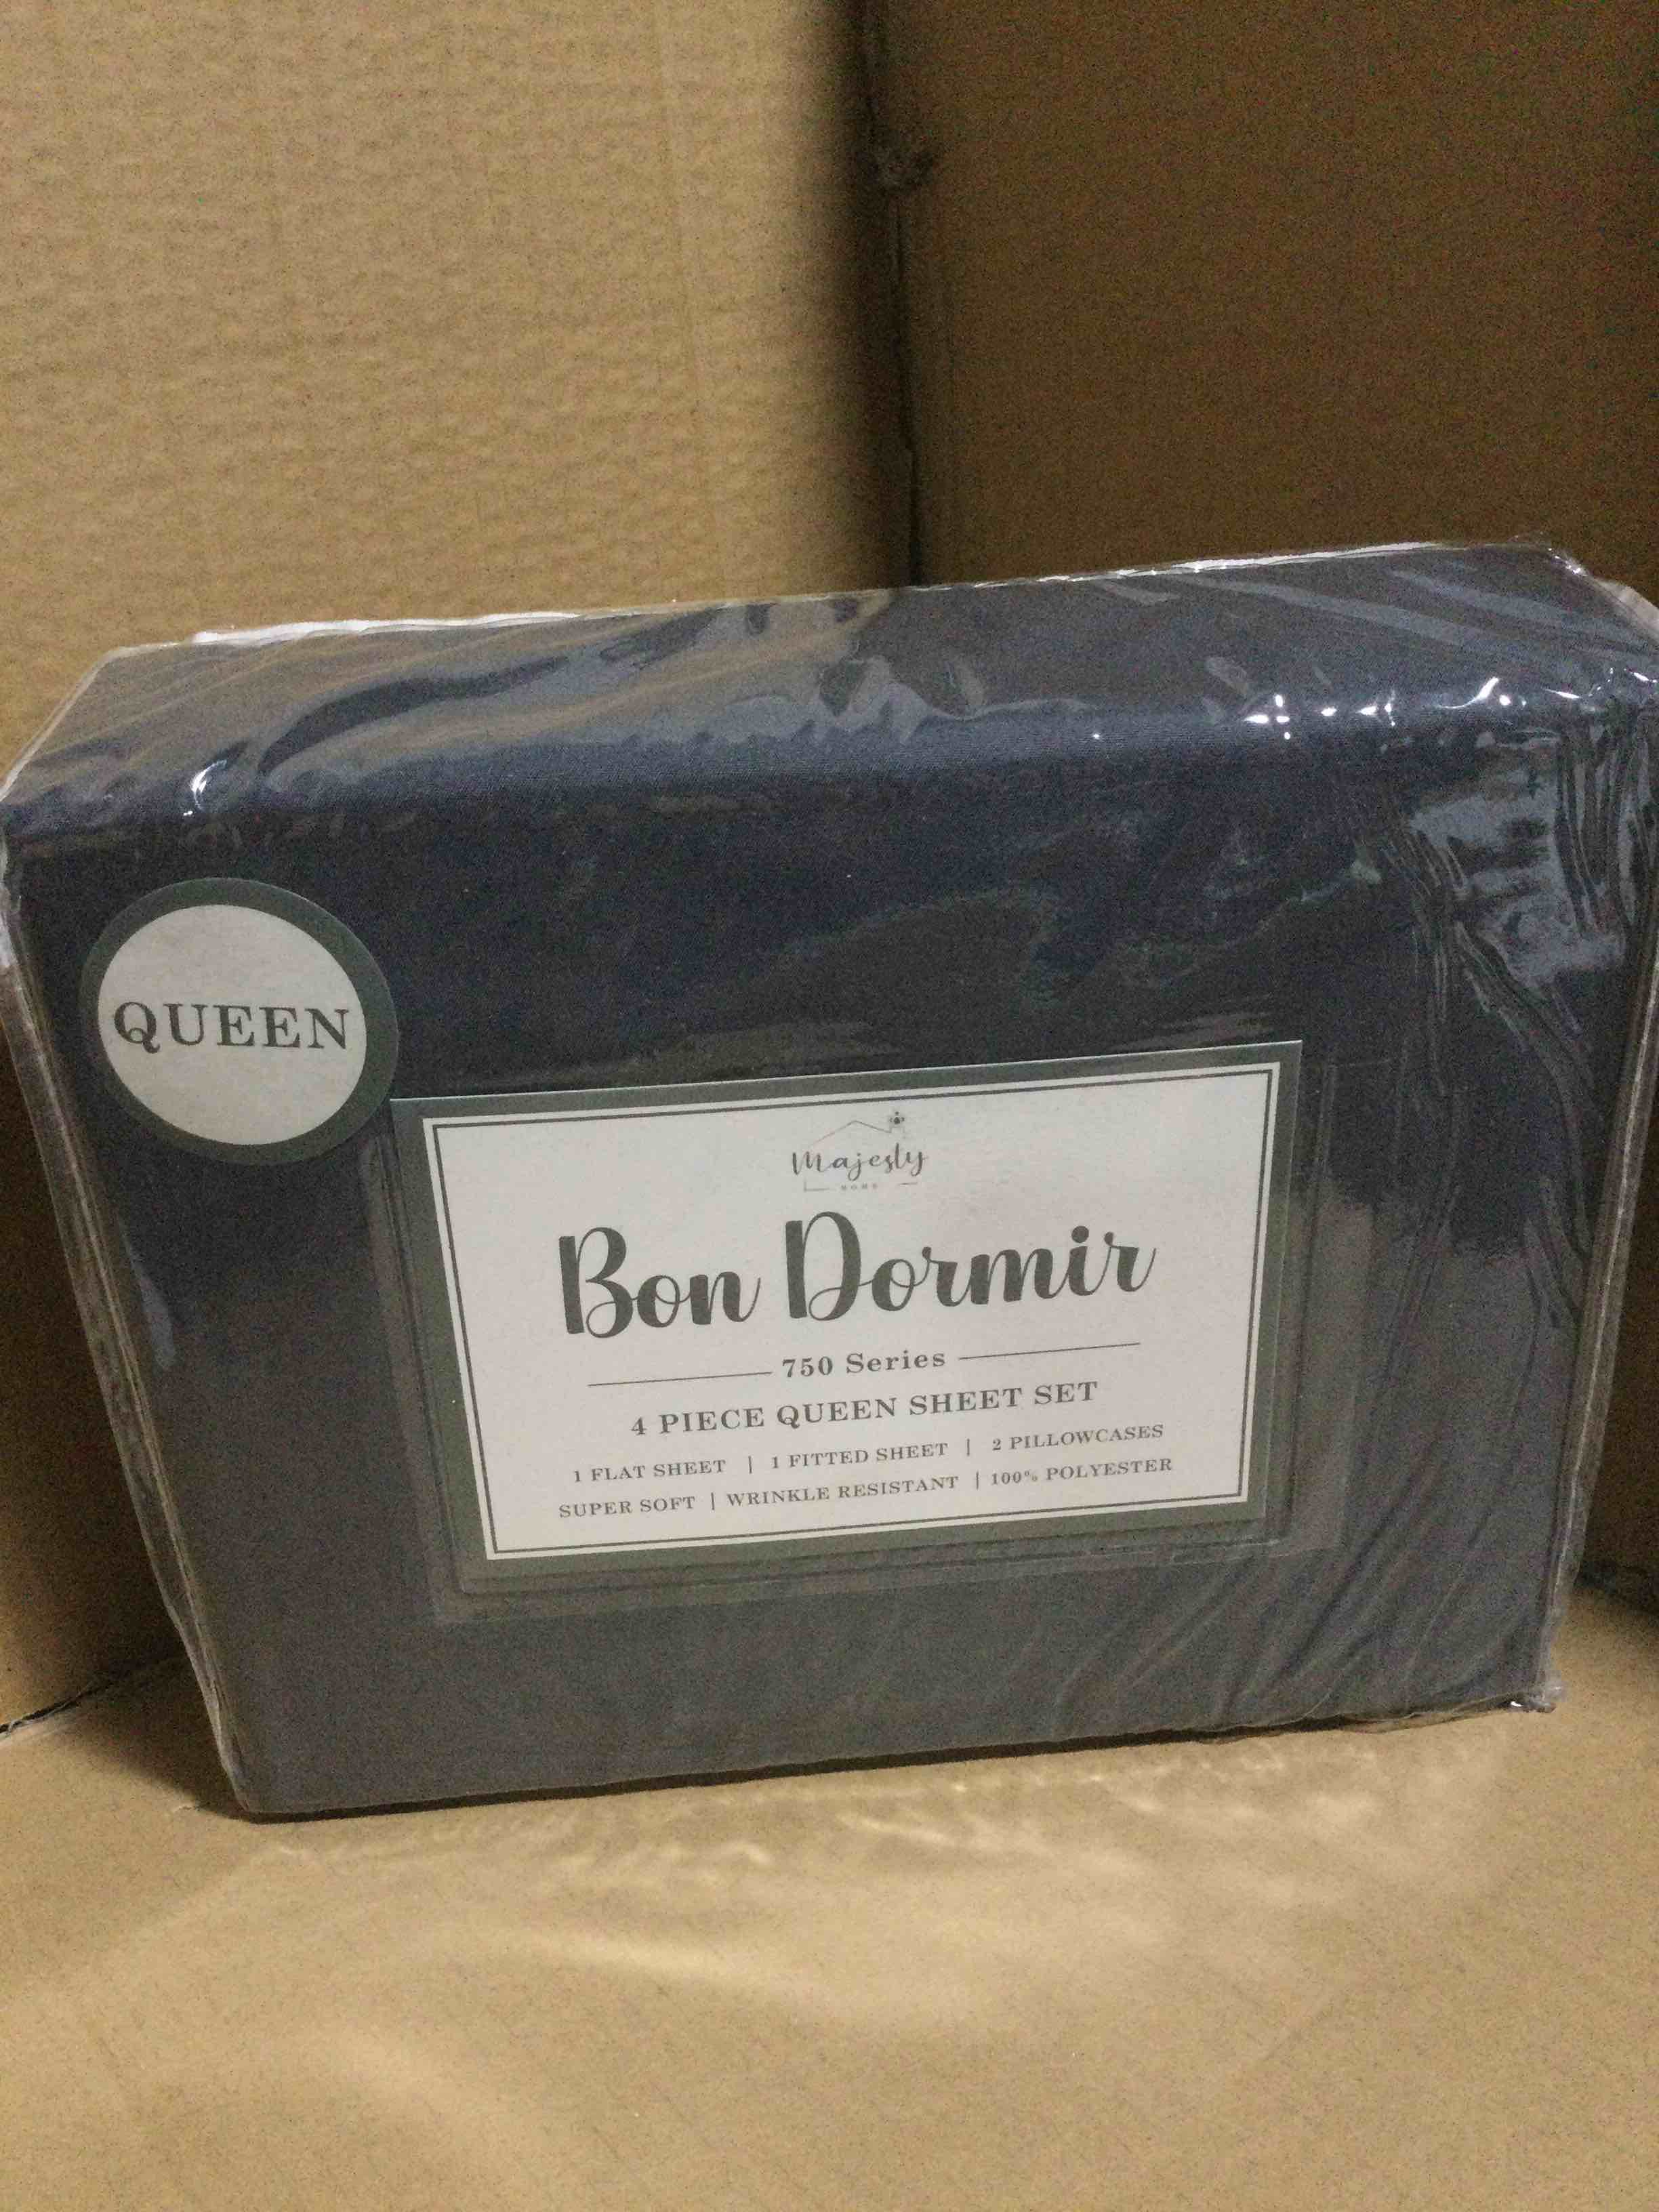 QUEEN
Majesty
HOME
Bon Dormir
750 Series
4 PIECE QUEEN SHEET SET
1 FLAT SHEET | 1 FITTED SHEET | 2 PILLOWCASES
SUPER SOFT | WRINKLE RESISTANT | 100% POLYESTER